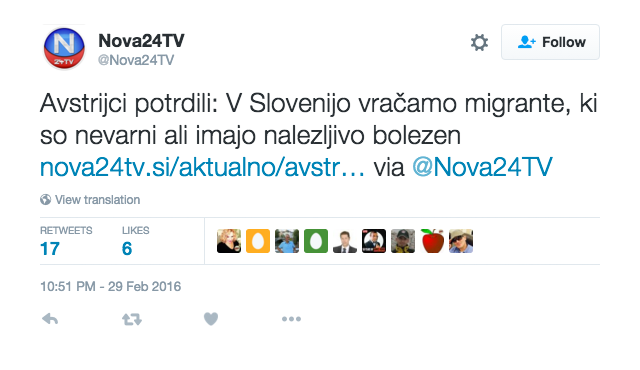 N
24TV
Nova24TV
@Nova24TV
Follow
Avstrijci potrdili: V Slovenijo vračamo migrante, ki
so nevarni ali imajo nalezljivo bolezen
nova24tv.si/aktualno/avstr… via @Nova24TV
View translation
RETWEETS LIKES
17 6
10:51 PM - 29 Feb 2016